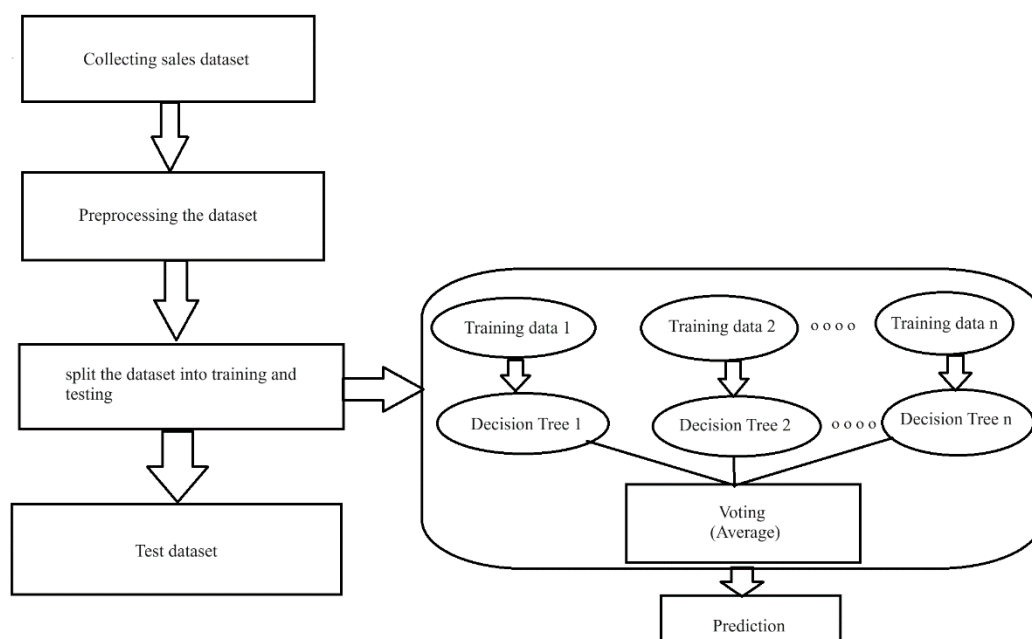 Collecting sales dataset
Preprocessing the dataset
split the dataset into training and
testing
Test dataset
Training data 1
Training data 2
o o o o
Training data n
Decision Tree 1
Decision Tree 2
o o o o
Decision Tree n
Voting
(Average)
Prediction